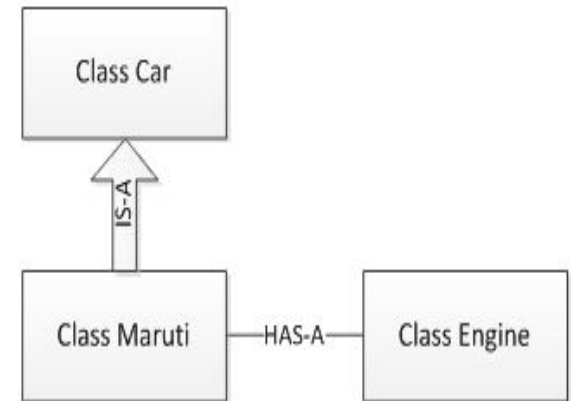 Class Car
IS-A
Class Maruti
HAS-A
Class Engine